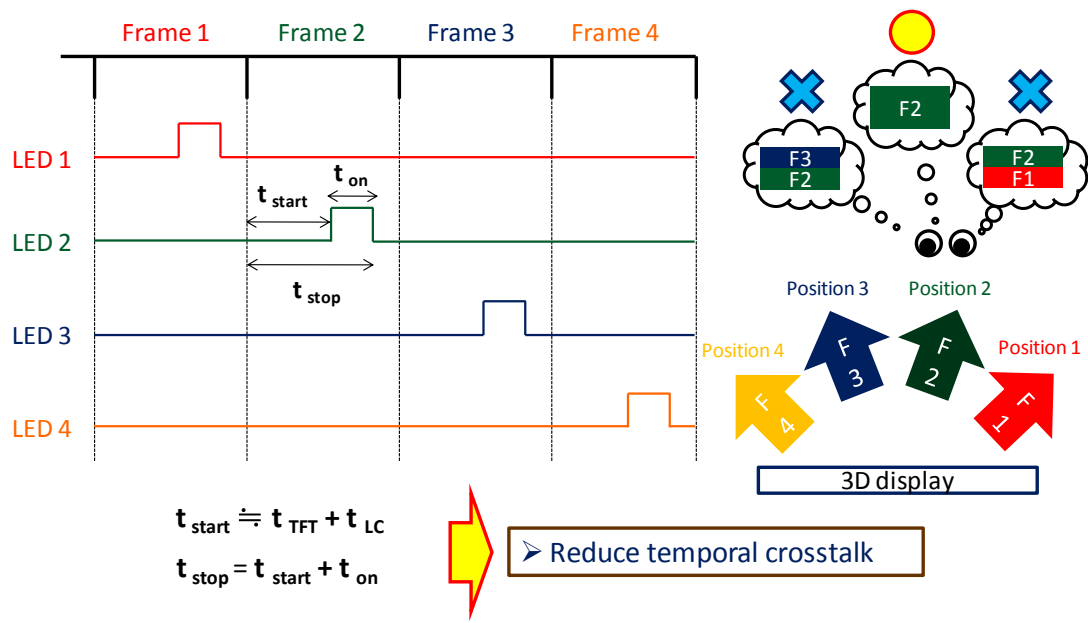 Frame 1 Frame 2 Frame 3 Frame 4
F2
F3
F2
F2
F1
LED 1
t on
t start
LED 2
t stop
LED 3
LED 4
Position 3 Position 2
Position 4 Position 1
F 4
F 3
F 2
F 1
3D display
t start ≒ t TFT + t LC
t stop = t start + t on
➢ Reduce temporal crosstalk